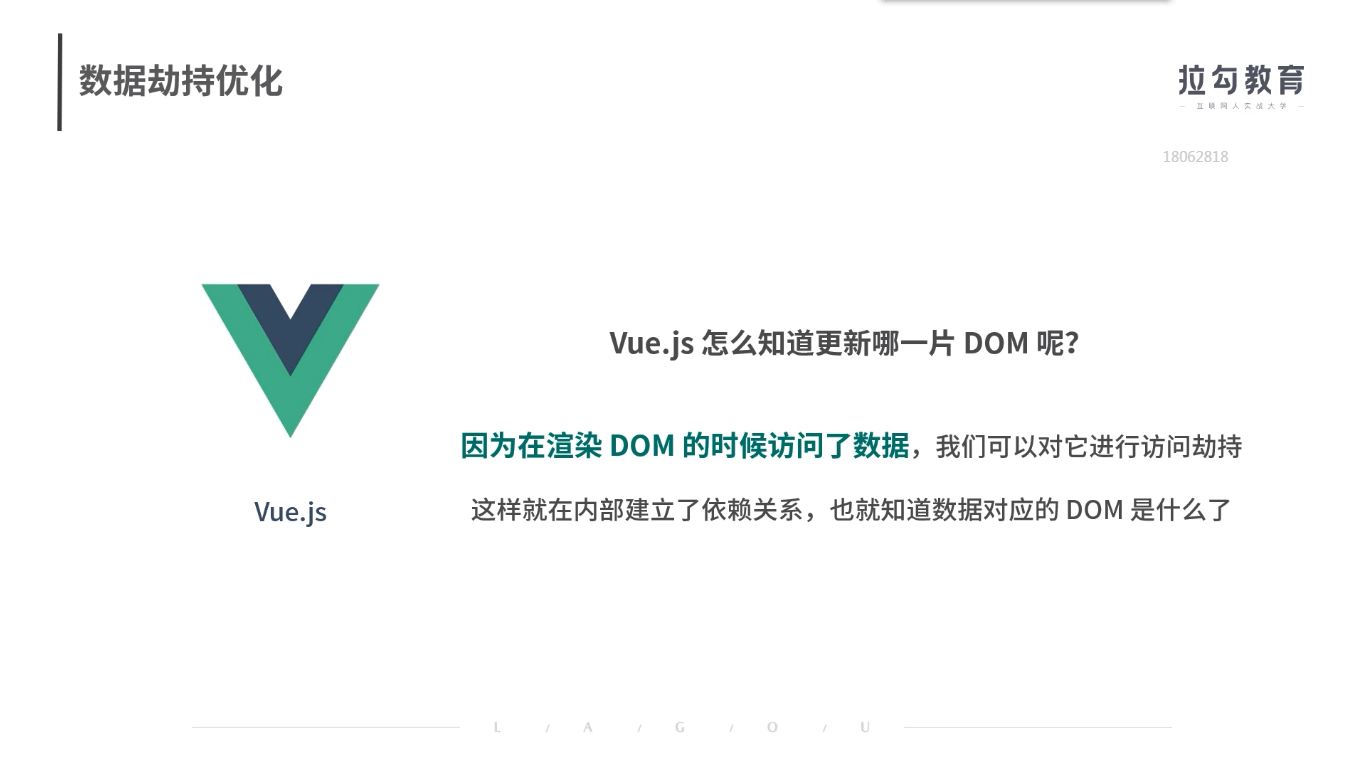 数据劫持优化
拉勾教育
— 互联网人实战大学 —
18062818
Vue.js 怎么知道更新哪一片 DOM 呢？
因为在渲染 DOM 的时候访问了数据，我们可以对它进行访问劫持
这样就在内部建立了依赖关系，也就知道数据对应的 DOM 是什么了
Vue.js
L / A / G / O / U